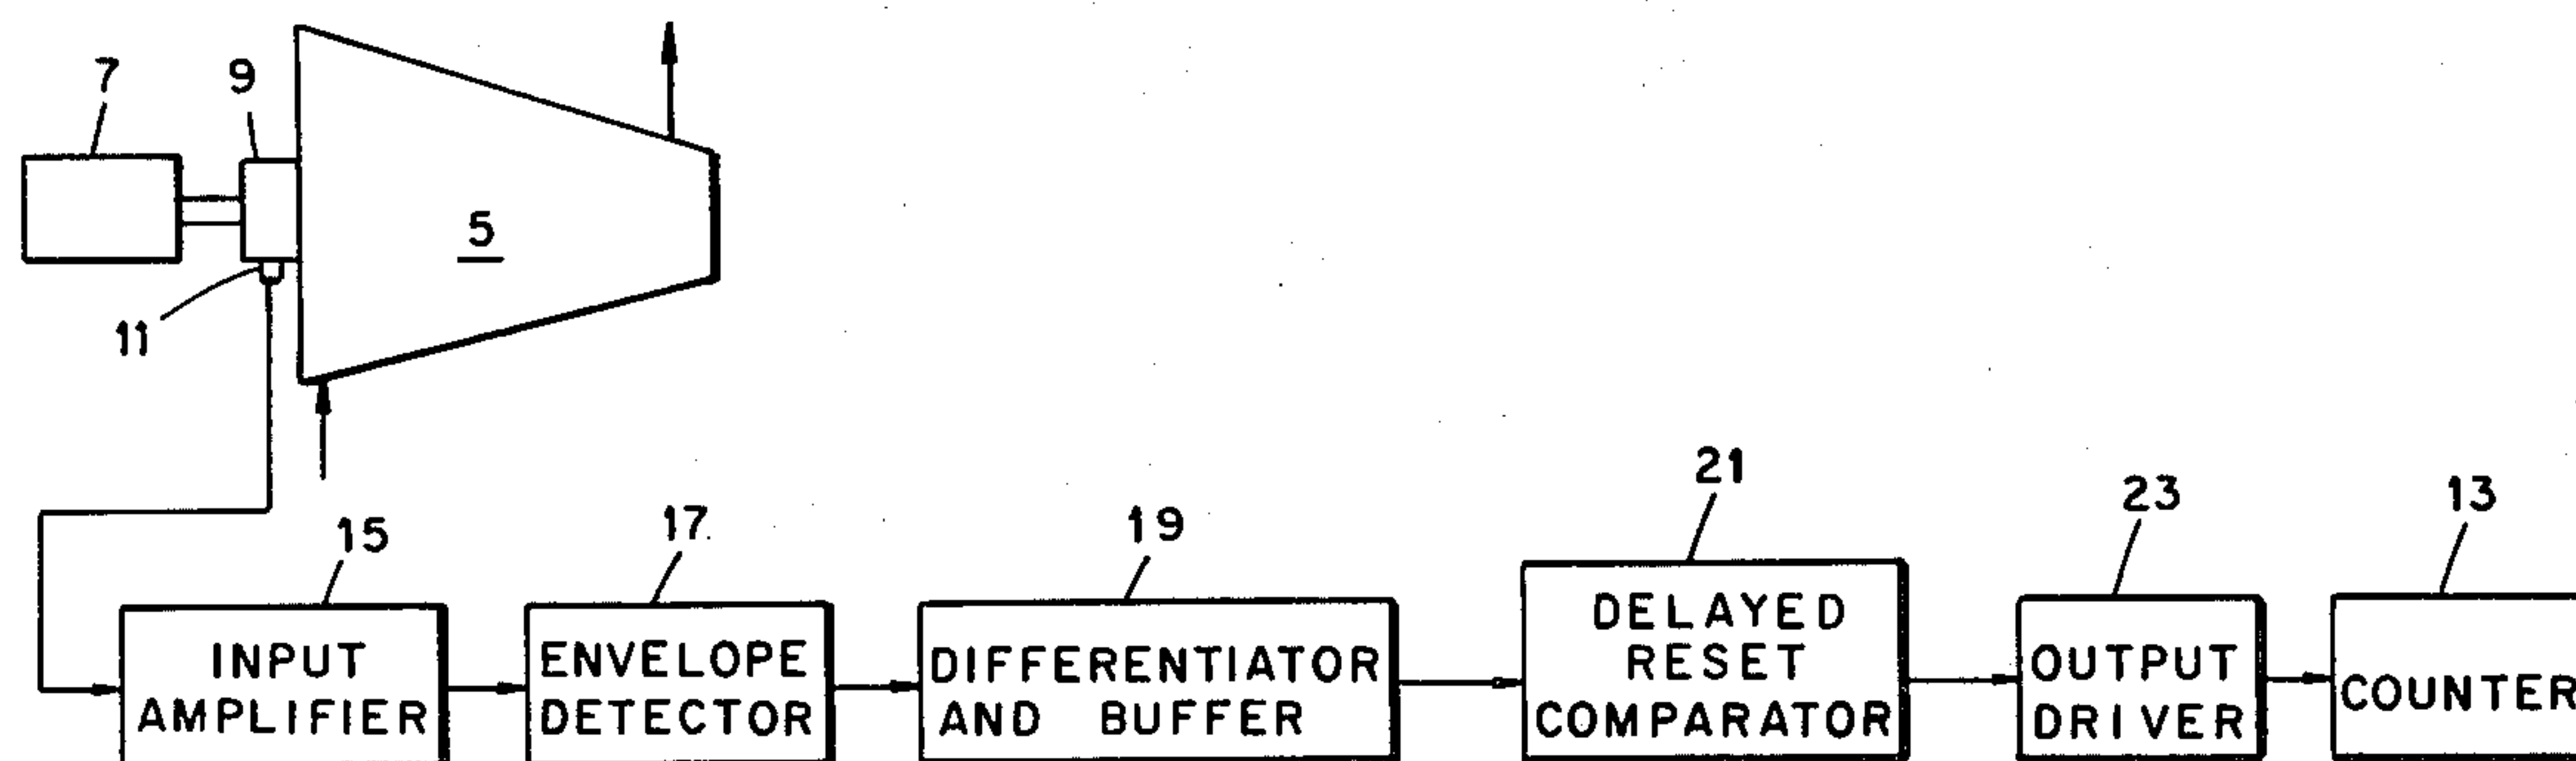 7
9
5
11
15
17
19
21
23
13
INPUT
AMPLIFIER
ENVELOPE
DETECTOR
DIFFERENTIATOR
AND BUFFER
DELAYED
RESET
COMPARATOR
OUTPUT
DRIVER
COUNTER